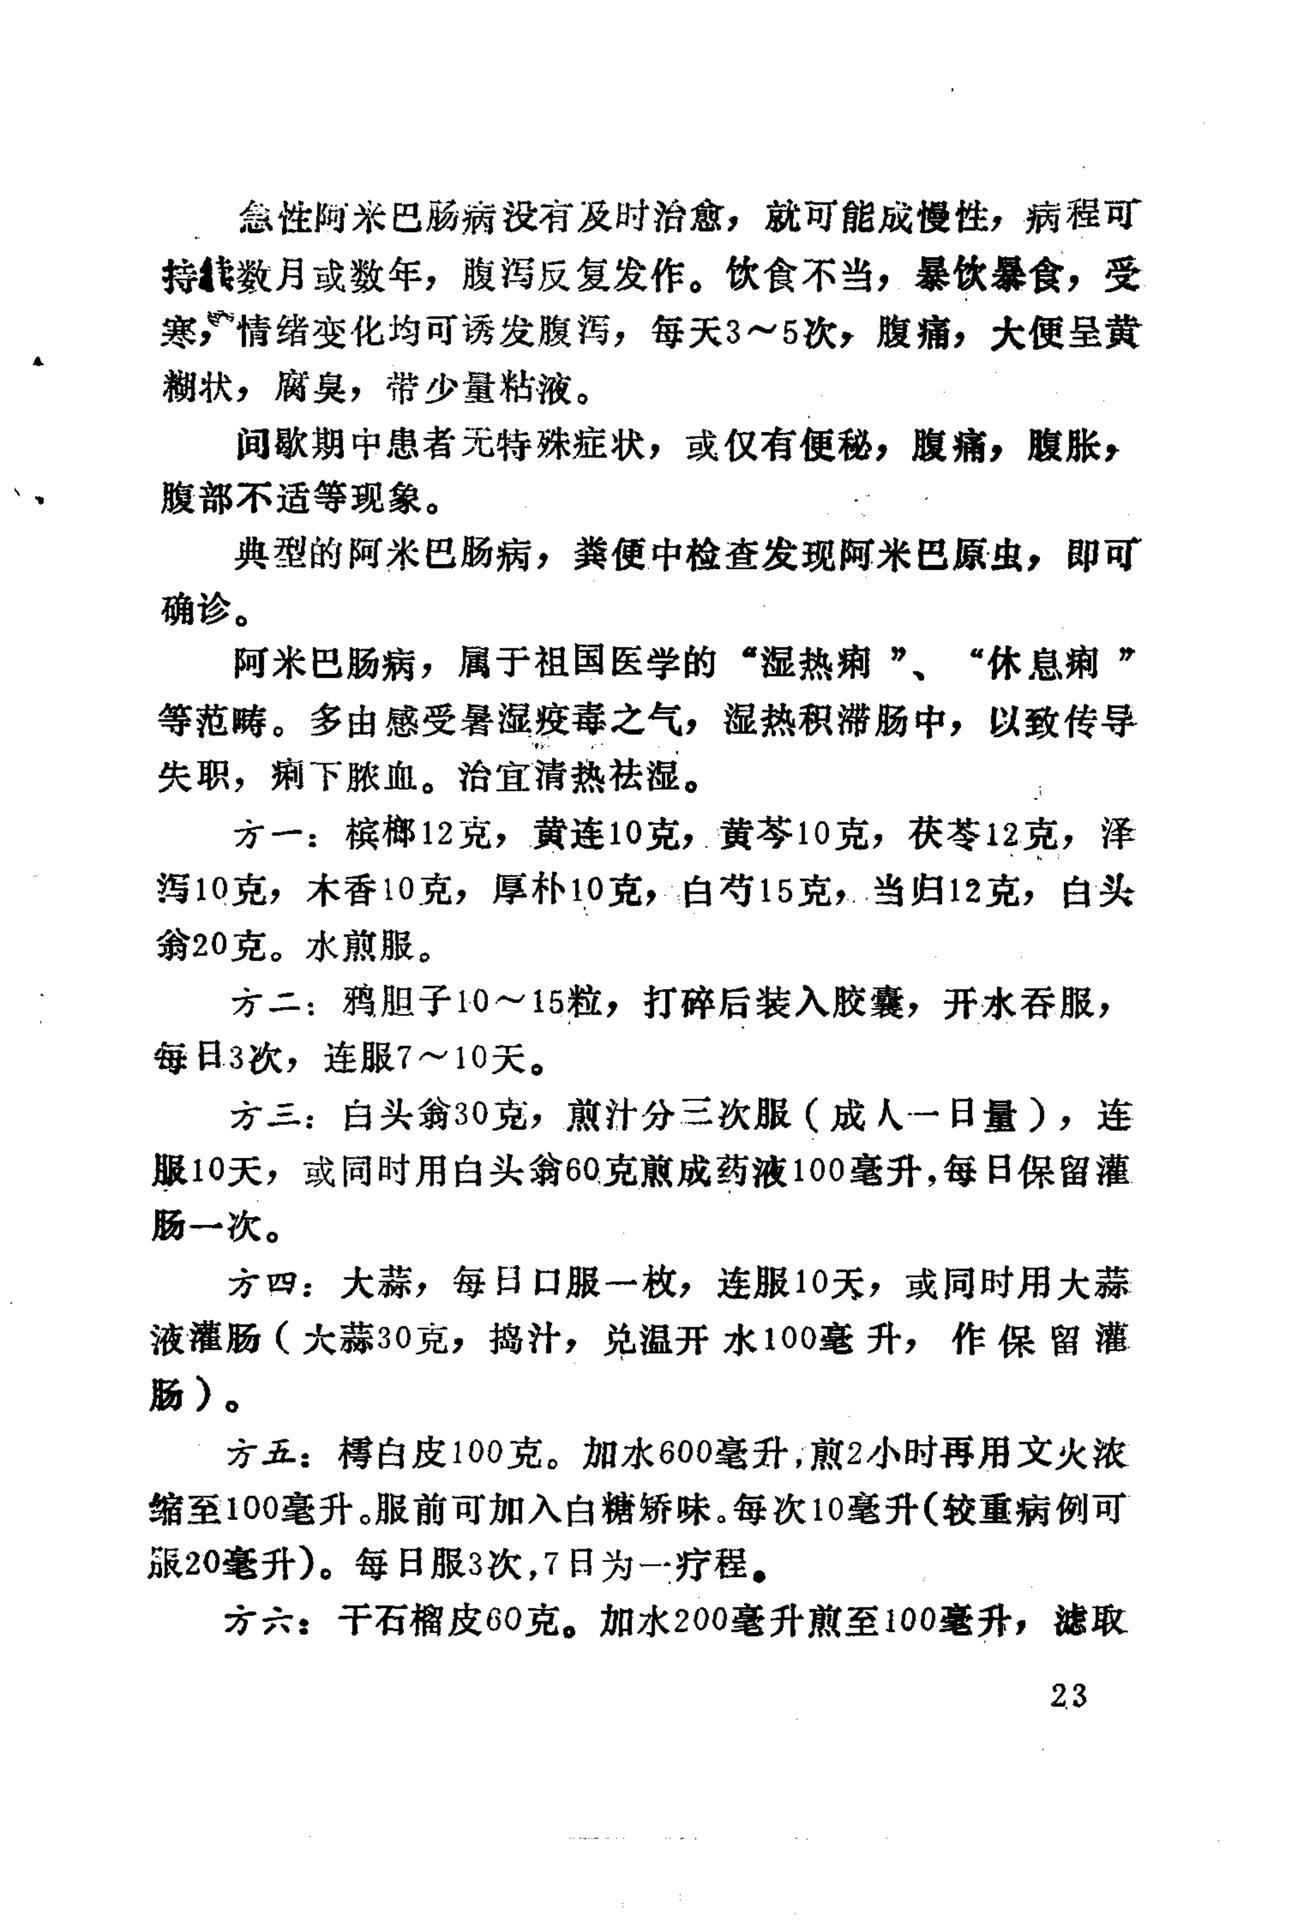 急性阿米巴肠病没有及时治愈，就可能成慢性，病程可
持续数月或数年，腹泻反复发作。饮食不当，暴饮暴食，受
寒，情绪变化均可诱发腹泻，每天3～5次，腹痛，大便呈黄
糊状，腐臭，带少量粘液。
间歇期中患者无特殊症状，或仅有便秘，腹痛，腹胀，
腹部不适等现象。
典型的阿米巴肠病，粪便中检查发现阿米巴原虫，即可
确诊。
阿米巴肠病，属于祖国医学的“湿热痢”、“休息痢”
等范畴。多由感受暑湿疫毒之气，湿热积滞肠中，以致传导
失职，痢下脓血。治宜清热祛湿。
方一：槟榔12克，黄连10克，黄芩10克，茯苓12克，泽
泻10克，木香10克，厚朴10克，白芍15克，当归12克，白头
翁20克。水煎服。
方二：鸦胆子10～15粒，打碎后装入胶囊，开水吞服，
每日3次，连服7～10天。
方三：白头翁30克，煎汁分三次服（成人一日量），连
服10天，或同时用白头翁60克煎成药液100毫升，每日保留灌
肠一次。
方四：大蒜，每日口服一枚，连服10天，或同时用大蒜
液灌肠（大蒜30克，捣汁，兑温开水100毫升，作保留灌
肠）。
方五：樗白皮100克。加水600毫升，煎2小时再用文火浓
缩至100毫升。服前可加入白糖矫味。每次10毫升(较重病例可
服20毫升)。每日服3次，7日为一疗程。
方六：干石榴皮60克。加水200毫升煎至100毫升，滤取
23